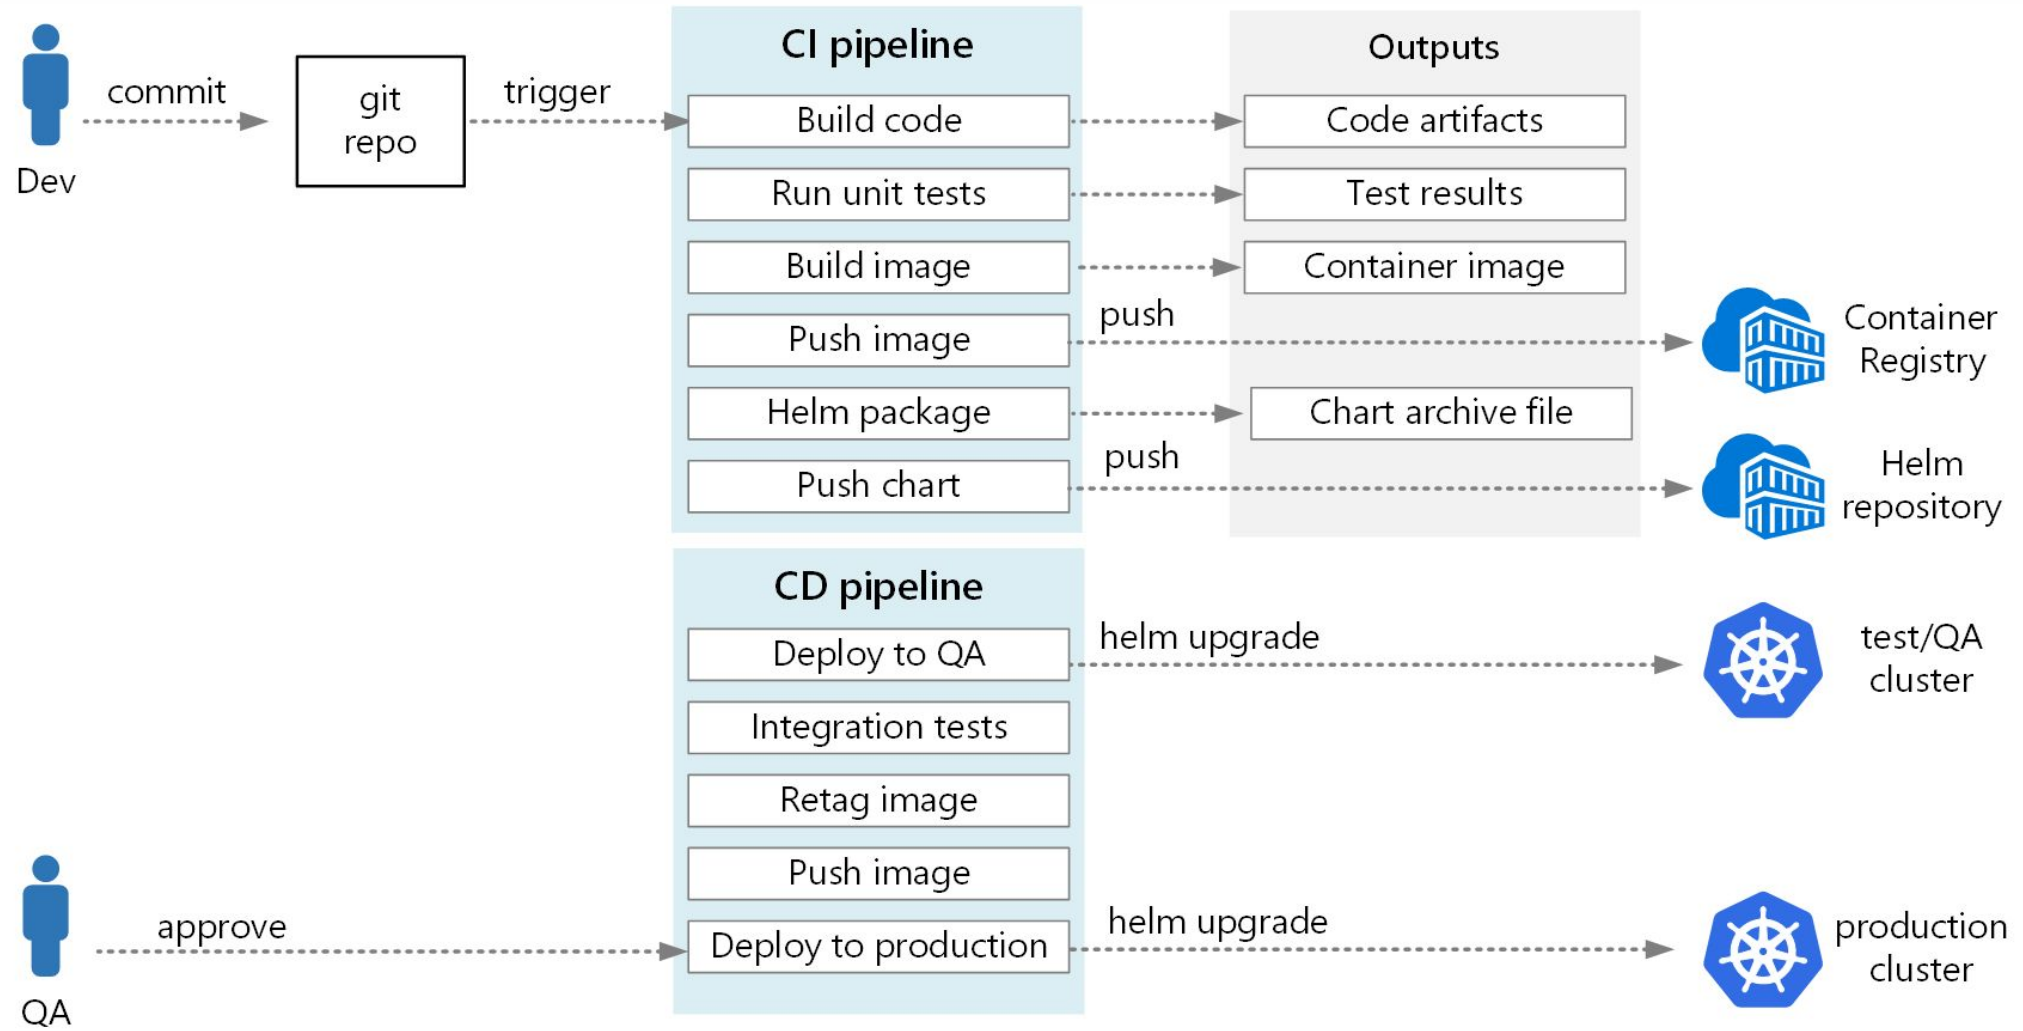 CI pipeline
Outputs
commit
git
repo
trigger
Build code
Code artifacts
Dev
Run unit tests
Test results
Build image
Container image
push
Push image
Container
Registry
Helm package
Chart archive file
push
Push chart
Helm
repository
CD pipeline
Deploy to QA
helm upgrade
test/QA
cluster
Integration tests
Retag image
Push image
approve
Deploy to production
helm upgrade
production
cluster
QA